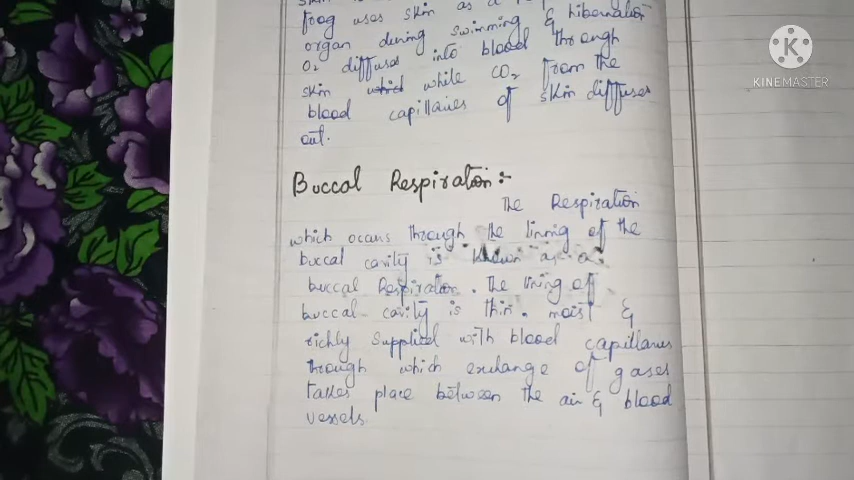 skin
frog uses skin as a
organ during swimming & hibernation
O₂ diffuses into blood through
skin which while CO₂ from the
blood capillaries of skin diffuses
out.
Buccal Respiration:-
The Respiration
which occurs through the linnig of the
buccal cavity is known as a
buccal Respiration. The lining of
buccal cavity is thin. moist &
richly supplied with blood capillaries
through which exchange of gases
takes place between the air & blood
vessels.
K
KINEMASTER